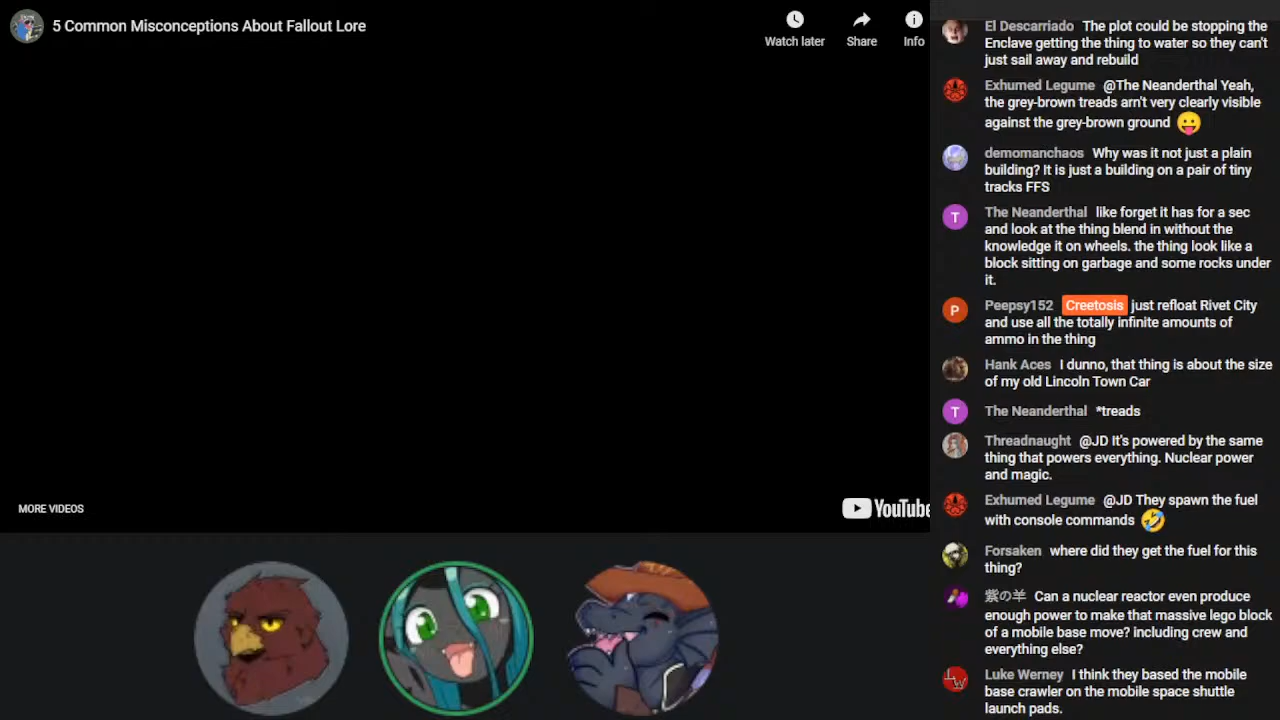 5 Common Misconceptions About Fallout Lore
Watch later
Share
Info
MORE VIDEOS
YouTube
El Descarriado The plot could be stopping the
Enclave getting the thing to water so they can't
just sail away and rebuild
Exhumed Legume @The Neanderthal Yeah,
the grey-brown treads arn't very clearly visible
against the grey-brown ground 😛
demomanchaos Why was it not just a plain
building? It is just a building on a pair of tiny
tracks FFS
T
The Neanderthal like forget it has for a sec
and look at the thing blend in without the
knowledge it on wheels. the thing look like a
block sitting on garbage and some rocks under
it.
P
Peepsy152 Creetosis just refloat Rivet City
and use all the totally infinite amounts of
ammo in the thing
Hank Aces I dunno, that thing is about the size
of my old Lincoln Town Car
T
The Neanderthal *treads
Threadnaught @JD It's powered by the same
thing that powers everything. Nuclear power
and magic.
Exhumed Legume @JD They spawn the fuel
with console commands 🤣
Forsaken where did they get the fuel for this
thing?
紫の羊 Can a nuclear reactor even produce
enough power to make that massive lego block
of a mobile base move? including crew and
everything else?
LW
Luke Werney I think they based the mobile
base crawler on the mobile space shuttle
launch pads.